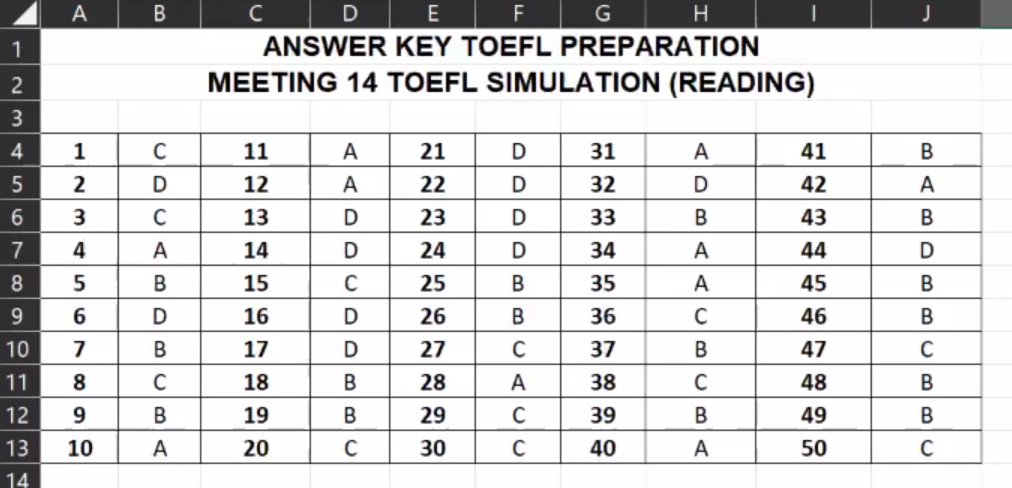 A B C D E F G H I J
1 ANSWER KEY TOEFL PREPARATION
2 MEETING 14 TOEFL SIMULATION (READING)
3
4 1 C 11 A 21 D 31 A 41 B
5 2 D 12 A 22 D 32 D 42 A
6 3 C 13 D 23 D 33 B 43 B
7 4 A 14 D 24 D 34 A 44 D
8 5 B 15 C 25 B 35 A 45 B
9 6 D 16 D 26 B 36 C 46 B
10 7 B 17 D 27 C 37 B 47 C
11 8 C 18 B 28 A 38 C 48 B
12 9 B 19 B 29 C 39 B 49 B
13 10 A 20 C 30 C 40 A 50 C
14